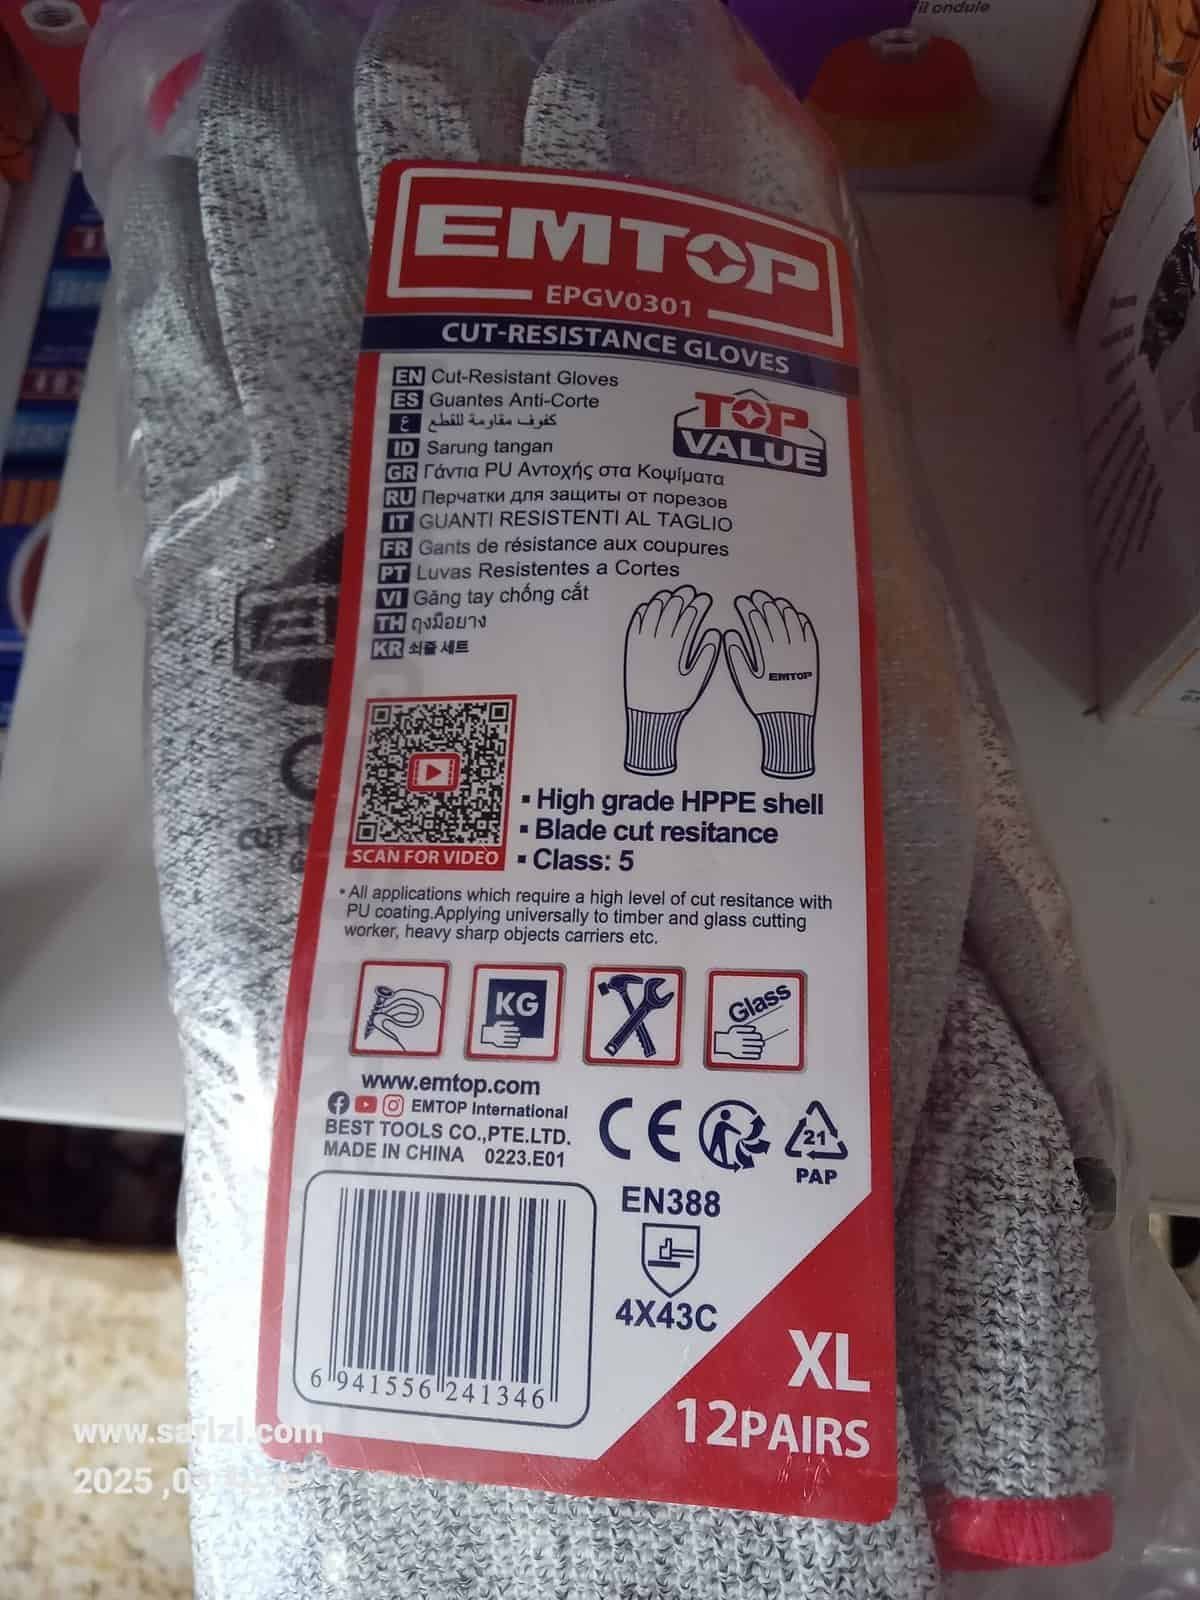 il ondule
EMTOP
EPGV0301
CUT-RESISTANCE GLOVES
EN Cut-Resistant Gloves
ES Guantes Anti-Corte
ع كفوف مقاومة للقطع
ID Sarung tangan
GR Γάντια PU Αντοχής στα Κοψίματα
RU Перчатки для защиты от порезов
IT GUANTI RESISTENTI AL TAGLIO
FR Gants de résistance aux coupures
PT Luvas Resistentes a Cortes
VI Găng tay chống cắt
TH ถุงมือยาง
KR 쇠줄 세트
TOP
VALUE
EMTOP
SCAN FOR VIDEO
▪ High grade HPPE shell
▪ Blade cut resitance
▪ Class: 5
• All applications which require a high level of cut resitance with
PU coating.Applying universally to timber and glass cutting
worker, heavy sharp objects carriers etc.
KG
Glass
www.emtop.com
EMTOP International
BEST TOOLS CO.,PTE.LTD.
MADE IN CHINA 0223.E01
CE
21
PAP
EN388
4X43C
6 941556 241346
XL
12PAIRS
www.sarlzl.com
2025